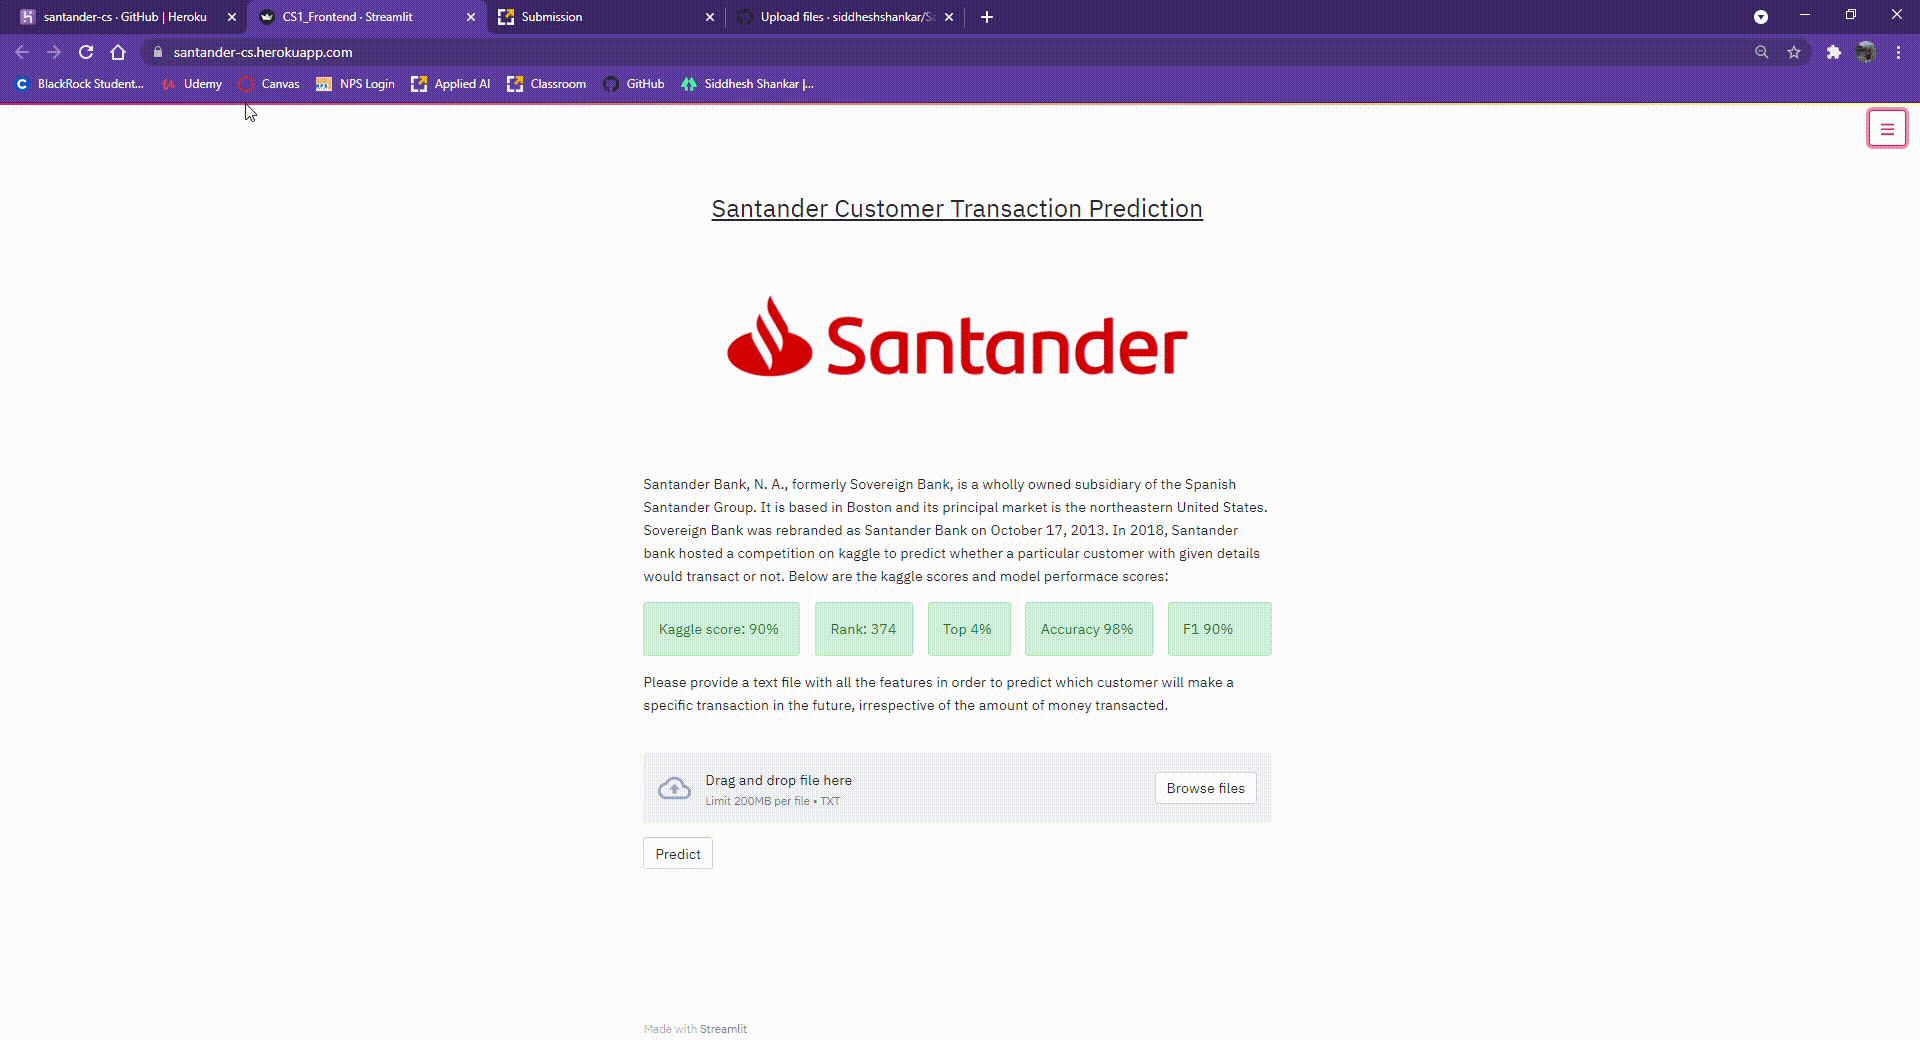 santander-cs · GitHub | Heroku
CS1_Frontend · Streamlit
Submission
Upload files · siddheshshankar/S
santander-cs.herokuapp.com
BlackRock Student... Udemy Canvas NPS Login Applied AI Classroom GitHub Siddhesh Shankar |...
Santander Customer Transaction Prediction
Santander
Santander Bank, N. A., formerly Sovereign Bank, is a wholly owned subsidiary of the Spanish
Santander Group. It is based in Boston and its principal market is the northeastern United States.
Sovereign Bank was rebranded as Santander Bank on October 17, 2013. In 2018, Santander
bank hosted a competition on kaggle to predict whether a particular customer with given details
would transact or not. Below are the kaggle scores and model performace scores:
Kaggle score: 90%
Rank: 374
Top 4%
Accuracy 98%
F1 90%
Please provide a text file with all the features in order to predict which customer will make a
specific transaction in the future, irrespective of the amount of money transacted.
Drag and drop file here
Limit 200MB per file • TXT
Browse files
Predict
Made with Streamlit